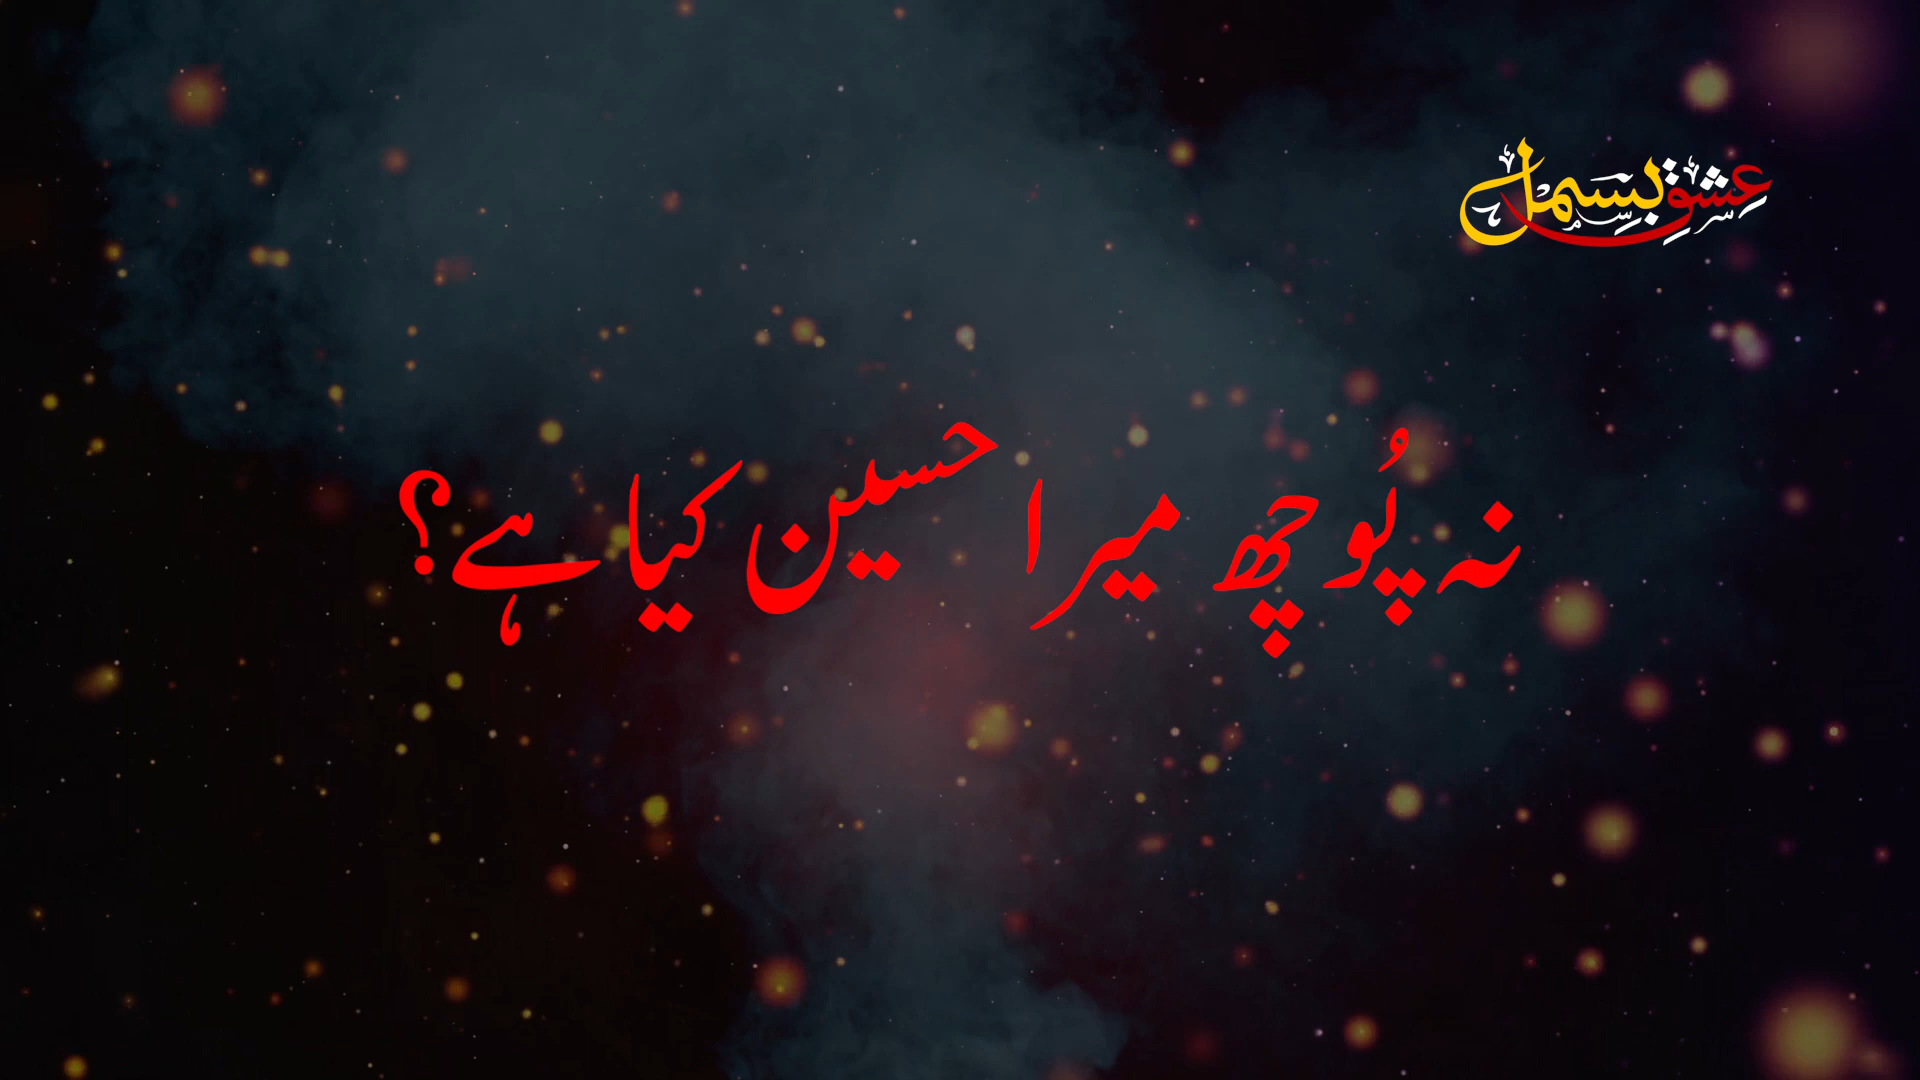 عشقِ بسمل
نہ پُوچھ میرا حسین کیا ہے؟